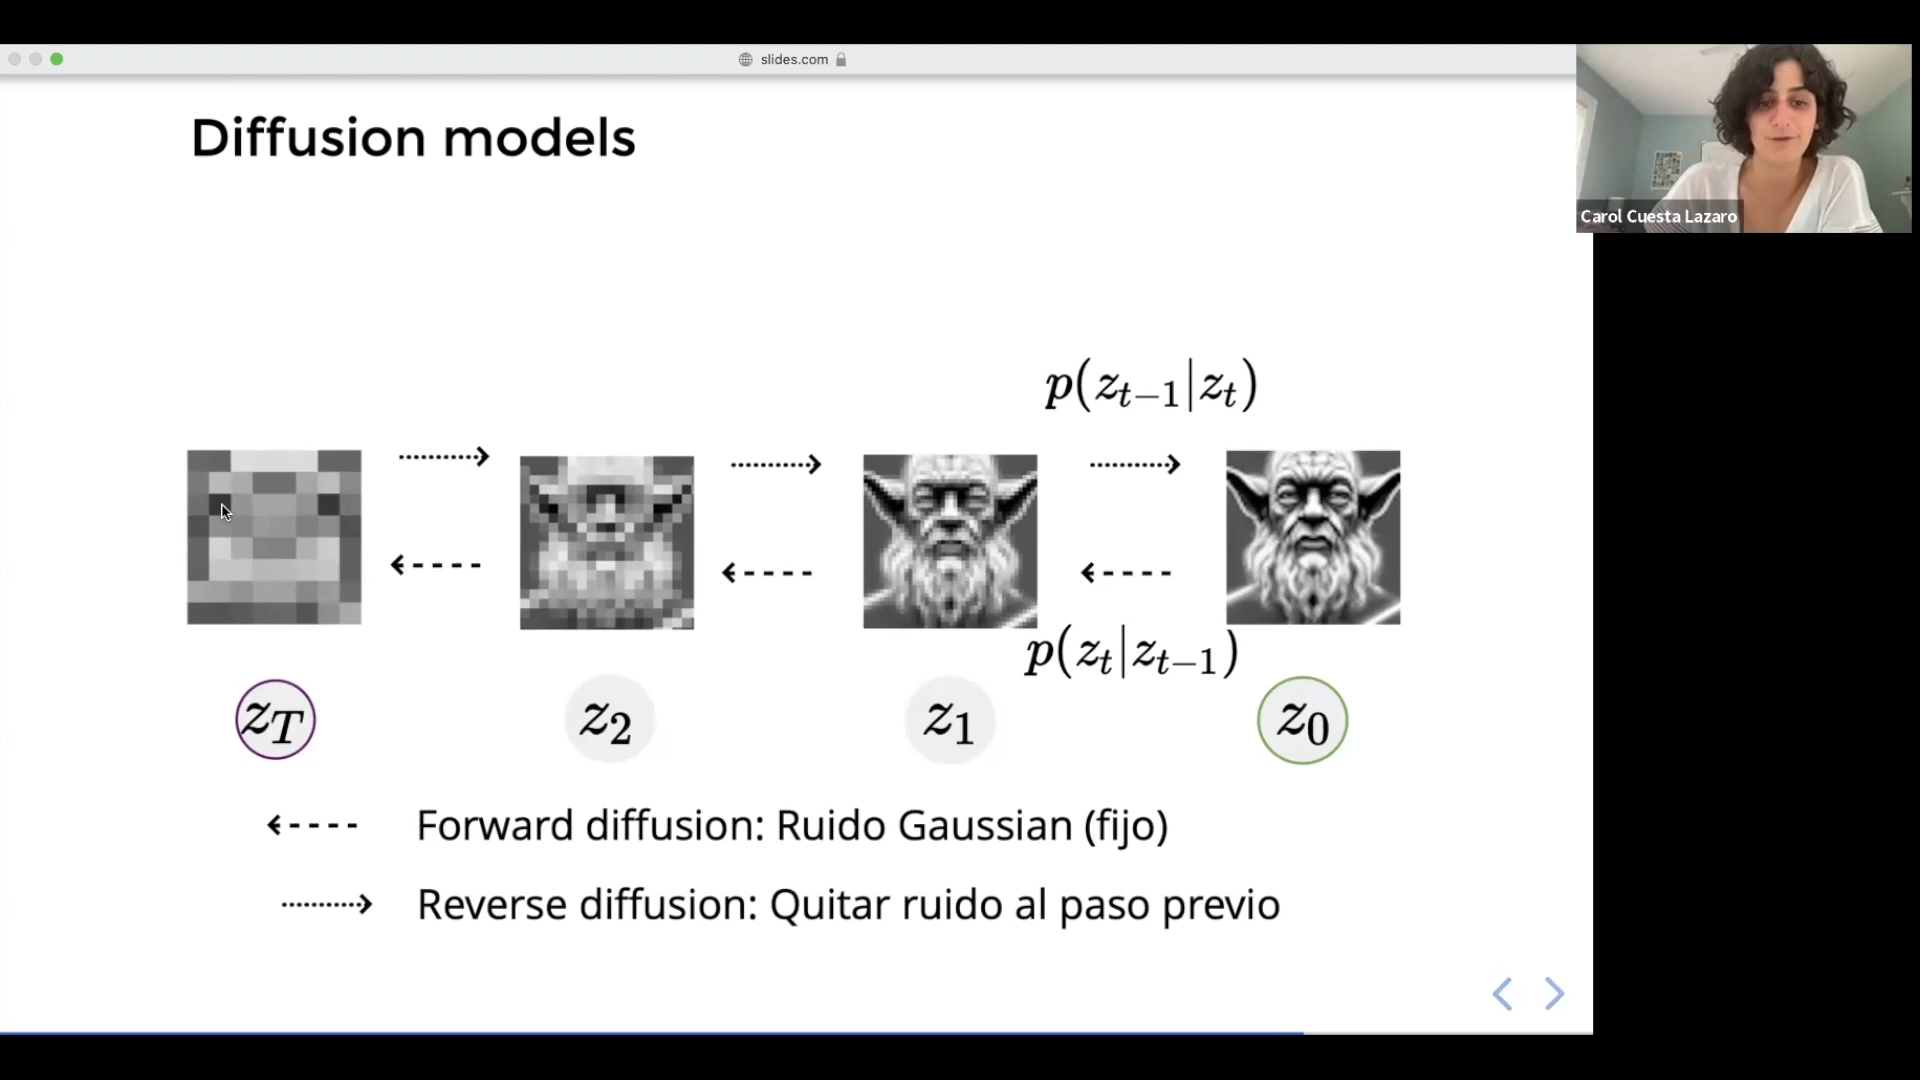 slides.com
Diffusion models
Carol Cuesta Lazaro
p(z_{t-1}|z_t)
p(z_t|z_{t-1})
z_T
z_2
z_1
z_0
Forward diffusion: Ruido Gaussian (fijo)
Reverse diffusion: Quitar ruido al paso previo